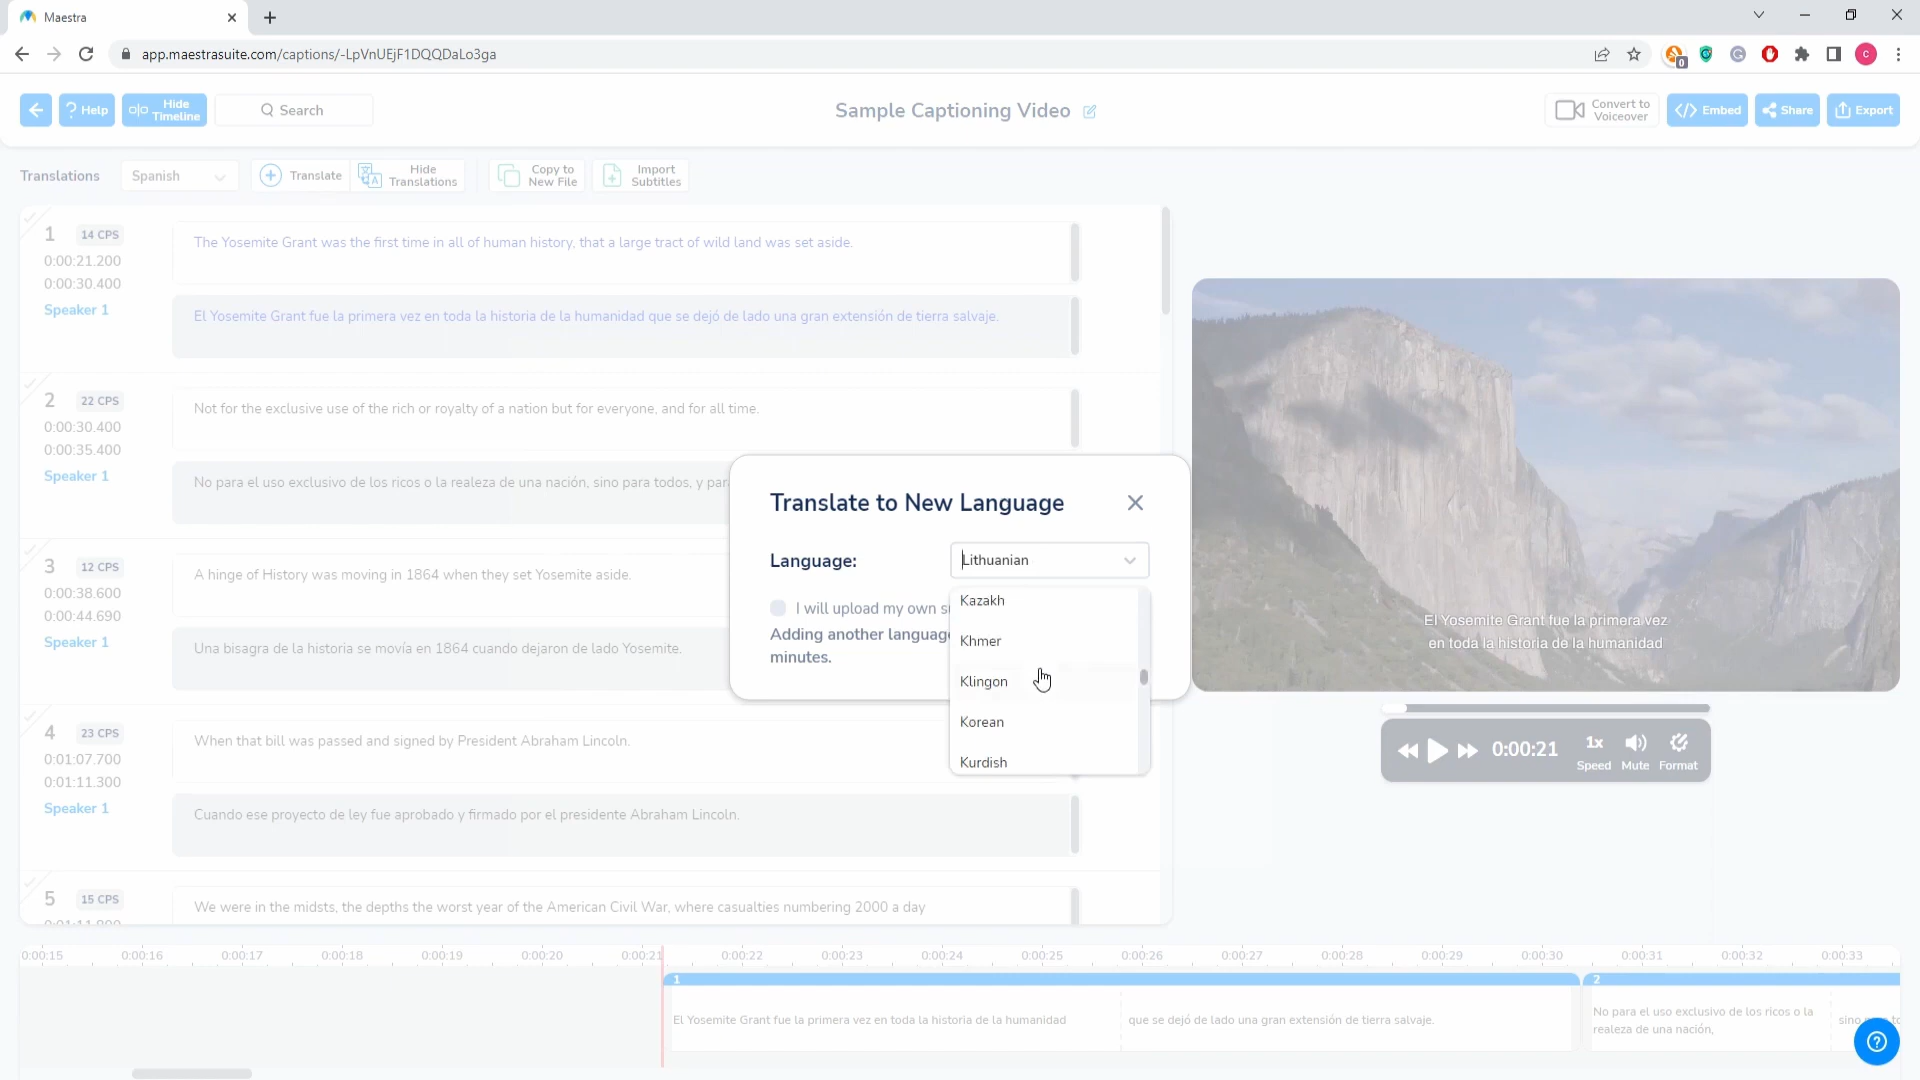 Maestra
app.maestrasuite.com/captions/-LpVnUEjF1DQQDaLo3ga
0
c
Help
Hide
Timeline
Search
Sample Captioning Video
Convert to
Voiceover
Embed
Share
Export
Translations
Spanish
Translate
Hide
Translations
Copy to
New File
Import
Subtitles
1
14 CPS
0:00:21.200
0:00:30.400
Speaker 1
The Yosemite Grant was the first time in all of human history, that a large tract of wild land was set aside.
El Yosemite Grant fue la primera vez en toda la historia de la humanidad que se dejó de lado una gran extensión de tierra salvaje.
2
22 CPS
0:00:30.400
0:00:35.400
Speaker 1
Not for the exclusive use of the rich or royalty of a nation but for everyone, and for all time.
No para el uso exclusivo de los ricos o la realeza de una nación, sino para todos, y par
3
12 CPS
0:00:38.600
0:00:44.690
Speaker 1
A hinge of History was moving in 1864 when they set Yosemite aside.
Una bisagra de la historia se movía en 1864 cuando dejaron de lado Yosemite.
4
23 CPS
0:01:07.700
0:01:11.300
Speaker 1
When that bill was passed and signed by President Abraham Lincoln.
Cuando ese proyecto de ley fue aprobado y firmado por el presidente Abraham Lincoln.
5
15 CPS
We were in the midsts, the depths the worst year of the American Civil War, where casualties numbering 2000 a day
Translate to New Language
Language:
Lithuanian
I will upload my own s
Adding another language
minutes.
Kazakh
Khmer
Klingon
Korean
Kurdish
El Yosemite Grant fue la primera vez
en toda la historia de la humanidad
0:00:21
1x
Speed
Mute
Format
0:00:15
0:00:16
0:00:17
0:00:18
0:00:19
0:00:20
0:00:21
0:00:22
0:00:23
0:00:24
0:00:25
0:00:26
0:00:27
0:00:28
0:00:29
0:00:30
0:00:31
0:00:32
0:00:33
1
El Yosemite Grant fue la primera vez en toda la historia de la humanidad
que se dejó de lado una gran extensión de tierra salvaje.
2
No para el uso exclusivo de los ricos o la
realeza de una nación,